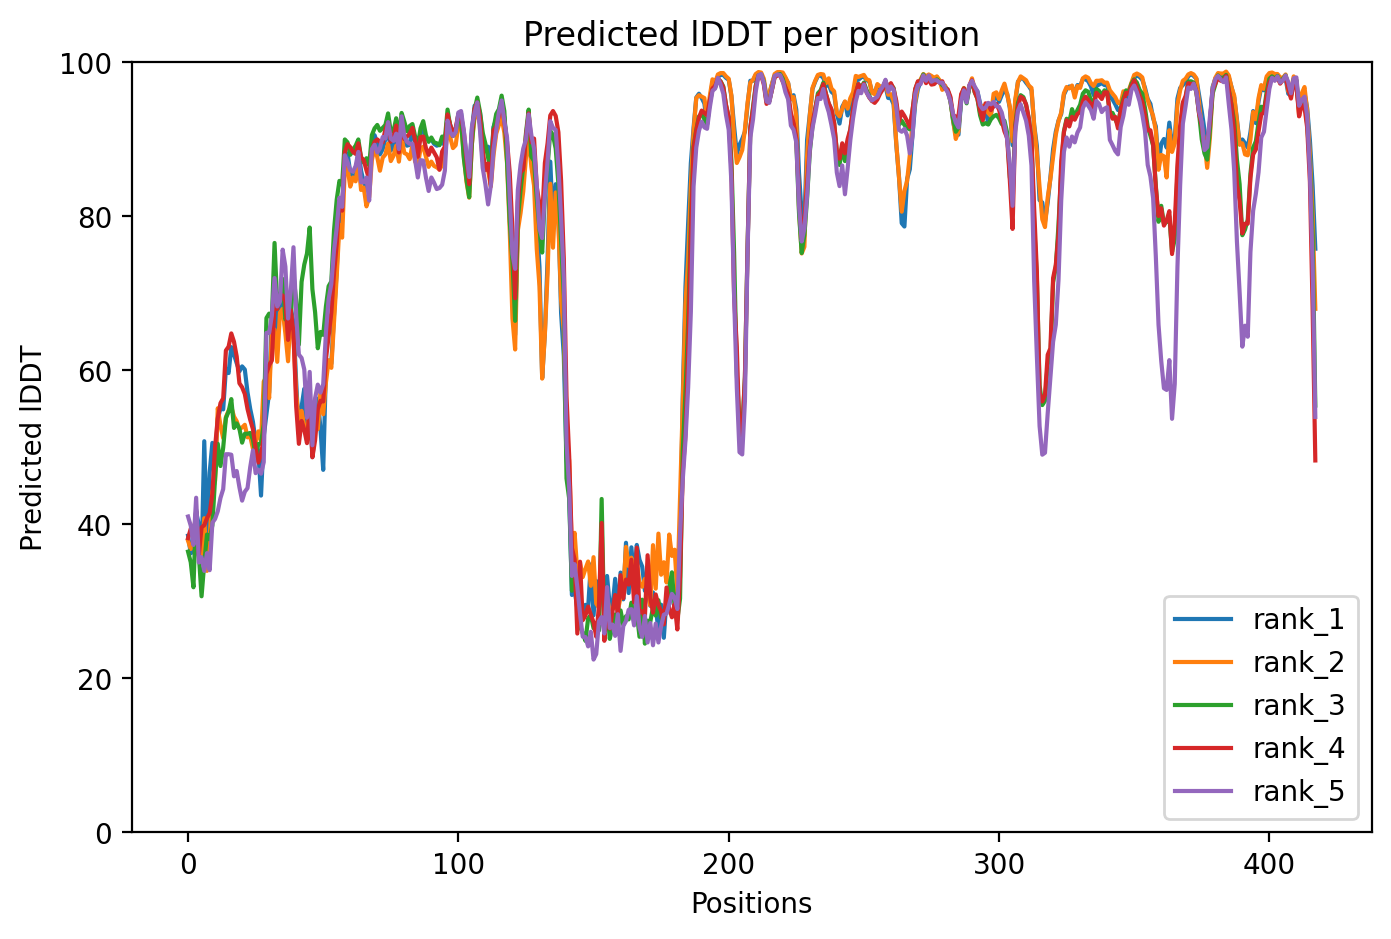 Predicted lDDT per position
100
80
60
40
20
0
Predicted lDDT
0 100 200 300 400
Positions
rank_1
rank_2
rank_3
rank_4
rank_5